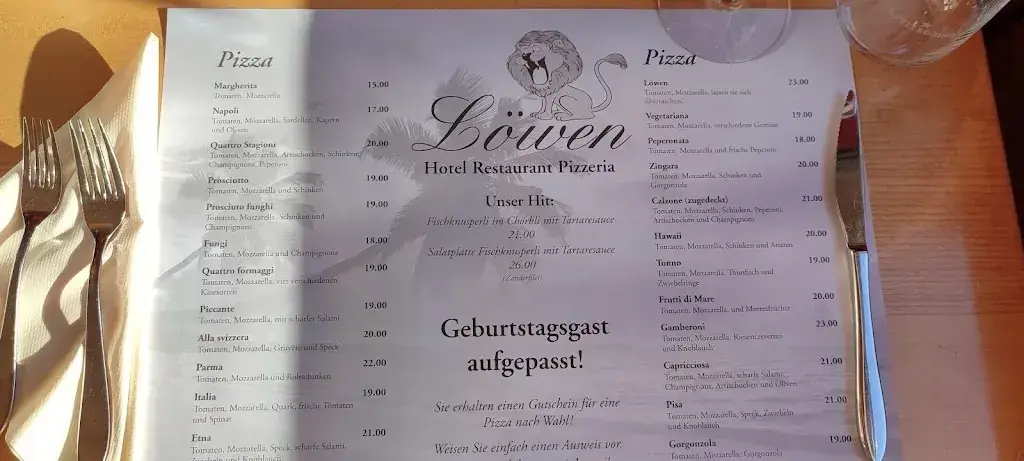 Pizza
Margherita 15.00
Tomaten, Mozzarella
Napoli 17.00
Tomaten, Mozzarella, Sardellen, Kapern
und Oliven
Quattro Stagioni 20.00
Tomaten, Mozzarella, Artischocken, Schinken,
Champignons, Peperoni
Prosciutto 19.00
Tomaten, Mozzarella und Schinken
Prosciuto funghi 19.00
Tomaten, Mozzarella, Schinken und
Champignons
Fungi 18.00
Tomaten, Mozzarella und Champignons
Quattro formaggi 19.00
Tomaten, Mozzarella, vier verschiedenen
Käsesorten
Piccante 19.00
Tomaten, Mozzarella, mit scharfer Salami
Alla svizzera 20.00
Tomaten, Mozzarella, Gruyère und Speck
Parma 22.00
Tomaten, Mozzarella und Rohschinken
Italia 19.00
Tomaten, Mozzarella, Quark, frische Tomaten
und Spinat
Etna 21.00
Tomaten, Mozzarella, Speck, scharfe Salami,
Zwiebeln und Knoblauch
Löwen
Hotel Restaurant Pizzeria
Unser Hit:
Fischknusperli im Chörbli mit Tartaresauce
21.00
Salatplatte Fischknusperli mit Tartaresauce
26.00
(Zanderfilet)
Geburtstagsgast
aufgepasst!
Sie erhalten einen Gutschein für eine
Pizza nach Wahl!
Weisen Sie einfach einen Ausweis vor.
Pizza
Löwen 23.00
Tomaten, Mozzarella, lassen sie sich
überraschen!
Vegetariana 19.00
Tomaten, Mozzarella, verschiedene Gemüse
Peperonata 18.00
Tomaten, Mozzarella und frische Peperoni
Zingara 20.00
Tomaten, Mozzarella, Schinken und
Gorgonzola
Calzone (zugedeckt) 21.00
Tomaten, Mozzarella, Schinken, Peperoni,
Artischocken und Champignons
Hawaii 20.00
Tomaten, Mozzarella, Schinken und Ananas
Tonno 19.00
Tomaten, Mozzarella, Thunfisch und
Zwiebelringe
Frutti di Mare 20.00
Tomaten, Mozzarella, und Meeresfrüchte
Gamberoni 23.00
Tomaten, Mozzarella, Riesencrevetten
und Knoblauch
Capricciosa 21.00
Tomaten, Mozzarella, scharfe Salami,
Champignons, Artischocken und Oliven
Pisa 21.00
Tomaten, Mozzarella, Speck, Zwiebeln
und Knoblauch
Gorgonzola 19.00
Tomaten, Mozzarella, Gorgonzola